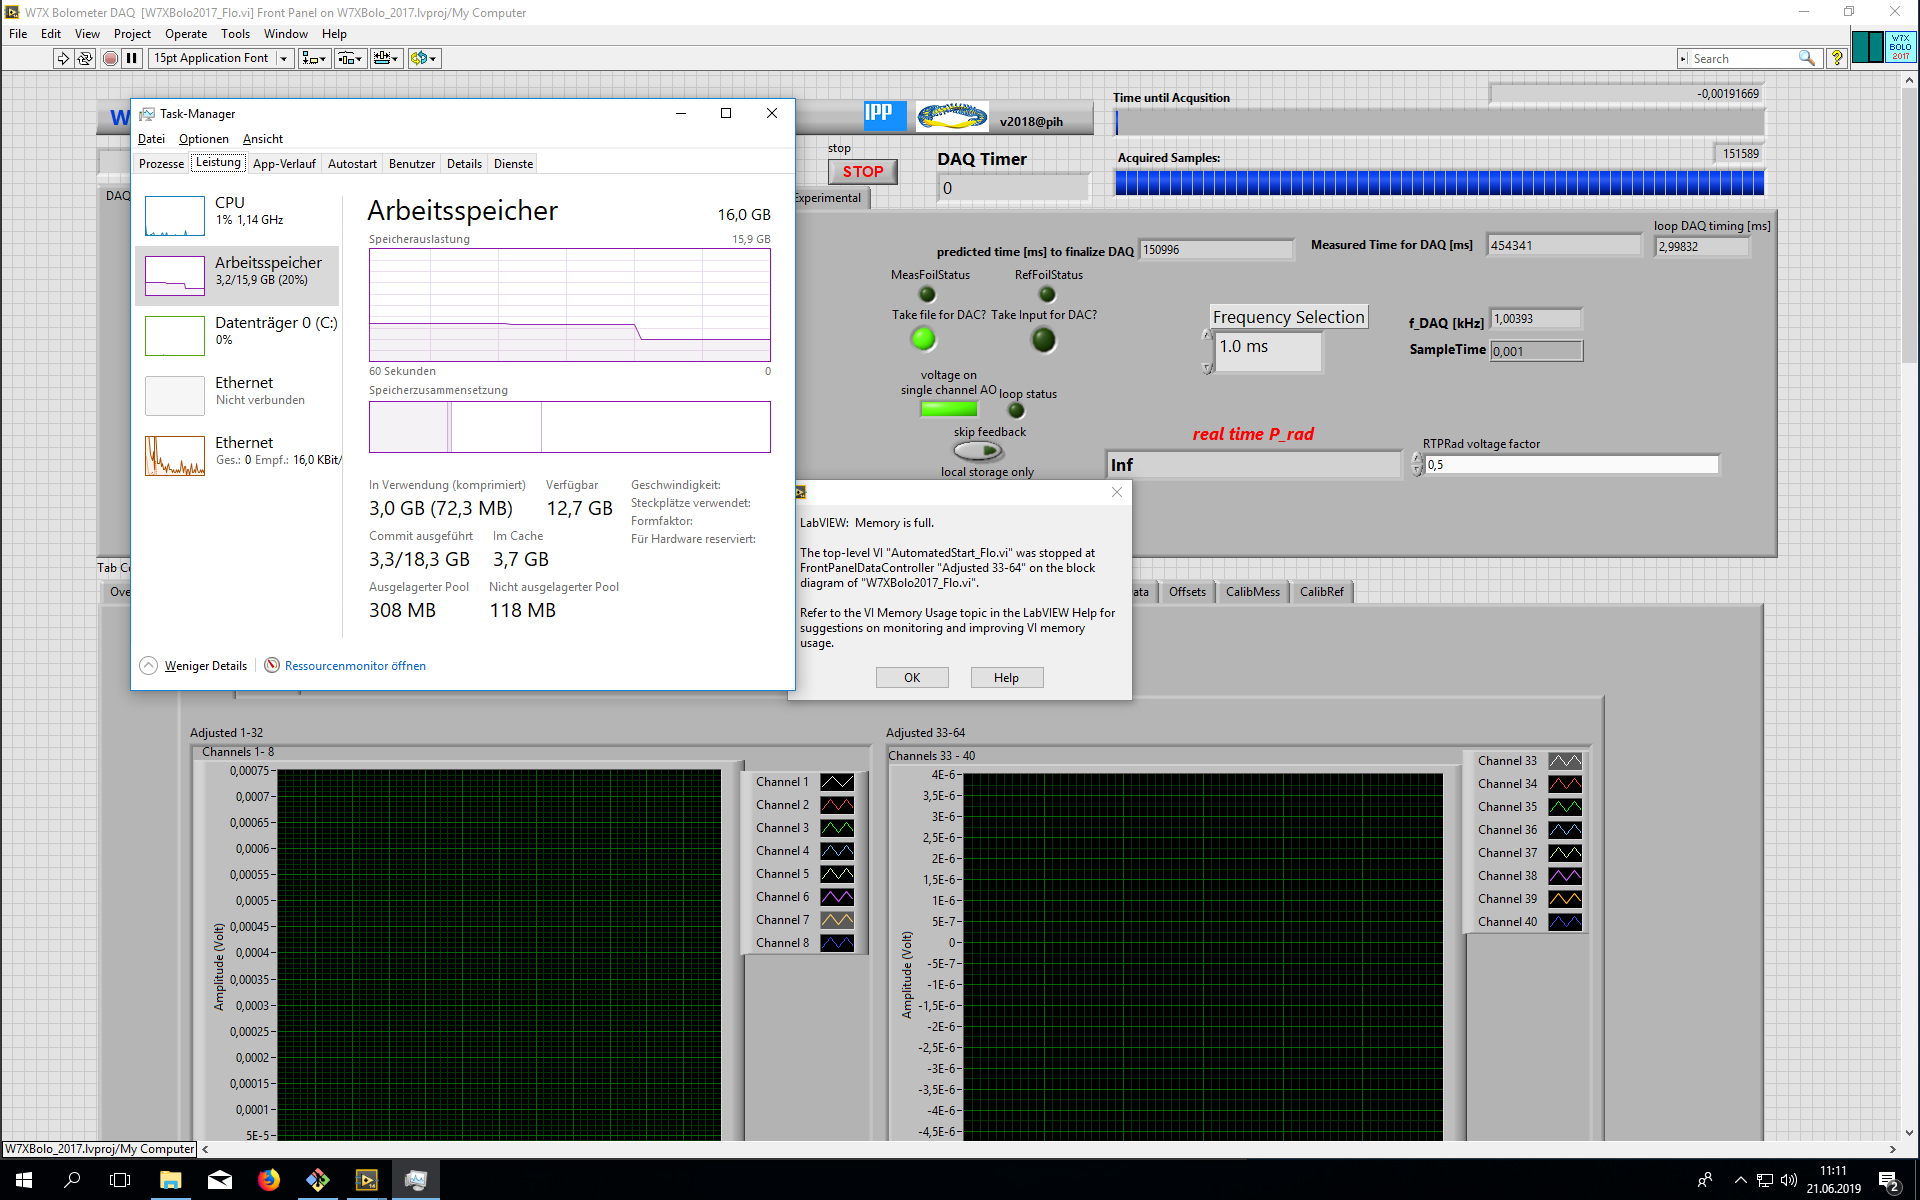 W7X Bolometer DAQ [W7XBolo2017_Flo.vi] Front Panel on W7XBolo_2017.lvproj/My Computer
File Edit View Project Operate Tools Window Help
15pt Application Font
Search
W7X
BOLO
2017
Task-Manager
Datei Optionen Ansicht
Prozesse Leistung App-Verlauf Autostart Benutzer Details Dienste
CPU
1% 1,14 GHz
Arbeitsspeicher
3,2/15,9 GB (20%)
Datenträger 0 (C:)
0%
Ethernet
Nicht verbunden
Ethernet
Ges.: 0 Empf.: 16,0 KBit/
Arbeitsspeicher
16,0 GB
Speicherauslastung
15,9 GB
60 Sekunden
0
Speicherzusammensetzung
In Verwendung (komprimiert)
3,0 GB (72,3 MB)
Verfügbar
12,7 GB
Commit ausgeführt
3,3/18,3 GB
Im Cache
3,7 GB
Ausgelagerter Pool
308 MB
Nicht ausgelagerter Pool
118 MB
Geschwindigkeit:
Steckplätze verwendet:
Formfaktor:
Für Hardware reserviert:
Weniger Details
Ressourcenmonitor öffnen
W
DAQ
IPP
v2018@pih
stop
STOP
DAQ Timer
0
Time until Acqusition
-0,00191669
Acquired Samples:
151589
Experimental
predicted time [ms] to finalize DAQ
150996
Measured Time for DAQ [ms]
454341
loop DAQ timing [ms]
2,99832
MeasFoilStatus
RefFoilStatus
Take file for DAC?
Take Input for DAC?
Frequency Selection
1.0 ms
f_DAQ [kHz]
1,00393
SampleTime
0,001
voltage on
single channel AO
loop status
skip feedback
local storage only
real time P_rad
Inf
RTPRad voltage factor
0,5
LabVIEW: Memory is full.
The top-level VI "AutomatedStart_Flo.vi" was stopped at
FrontPanelDataController "Adjusted 33-64" on the block
diagram of "W7XBolo2017_Flo.vi".
Refer to the VI Memory Usage topic in the LabVIEW Help for
suggestions on monitoring and improving VI memory
usage.
OK
Help
Tab Co
Ove
ata
Offsets
CalibMess
CalibRef
Adjusted 1-32
Channels 1- 8
Amplitude (Volt)
0,00075
0,0007
0,00065
0,0006
0,00055
0,0005
0,00045
0,0004
0,00035
0,0003
0,00025
0,0002
0,00015
0,0001
5E-5
Channel 1
Channel 2
Channel 3
Channel 4
Channel 5
Channel 6
Channel 7
Channel 8
Adjusted 33-64
Channels 33 - 40
Amplitude (Volt)
4E-6
3,5E-6
3E-6
2,5E-6
2E-6
1,5E-6
1E-6
5E-7
0
-5E-7
-1E-6
-1,5E-6
-2E-6
-2,5E-6
-3E-6
-3,5E-6
-4E-6
-4,5E-6
Channel 33
Channel 34
Channel 35
Channel 36
Channel 37
Channel 38
Channel 39
Channel 40
W7XBolo_2017.lvproj/My Computer
11:11
21.06.2019
2